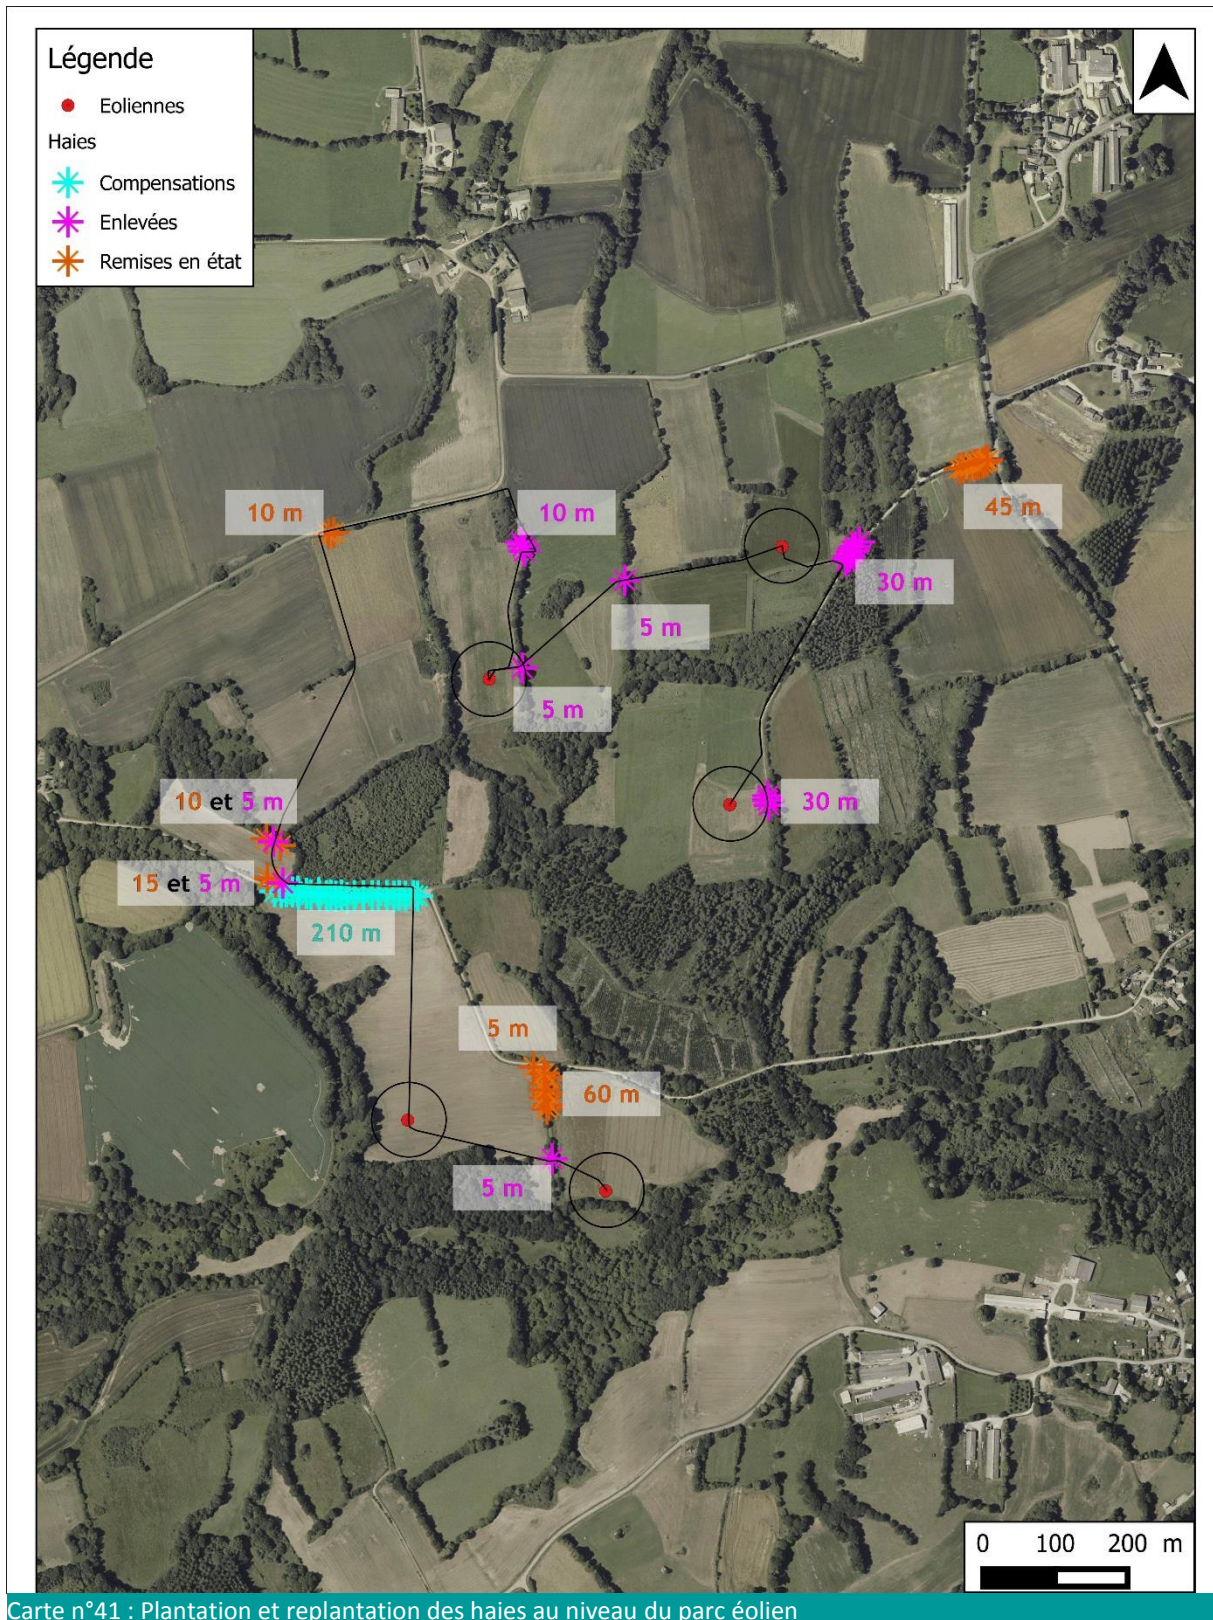 Légende
Eoliennes
Haies
Compensations
Enlevées
Remises en état
10 m
10 m
45 m
30 m
5 m
5 m
10 et 5 m
30 m
15 et 5 m
210 m
5 m
60 m
5 m
0 100 200 m
Carte n°41 : Plantation et replantation des haies au niveau du parc éolien